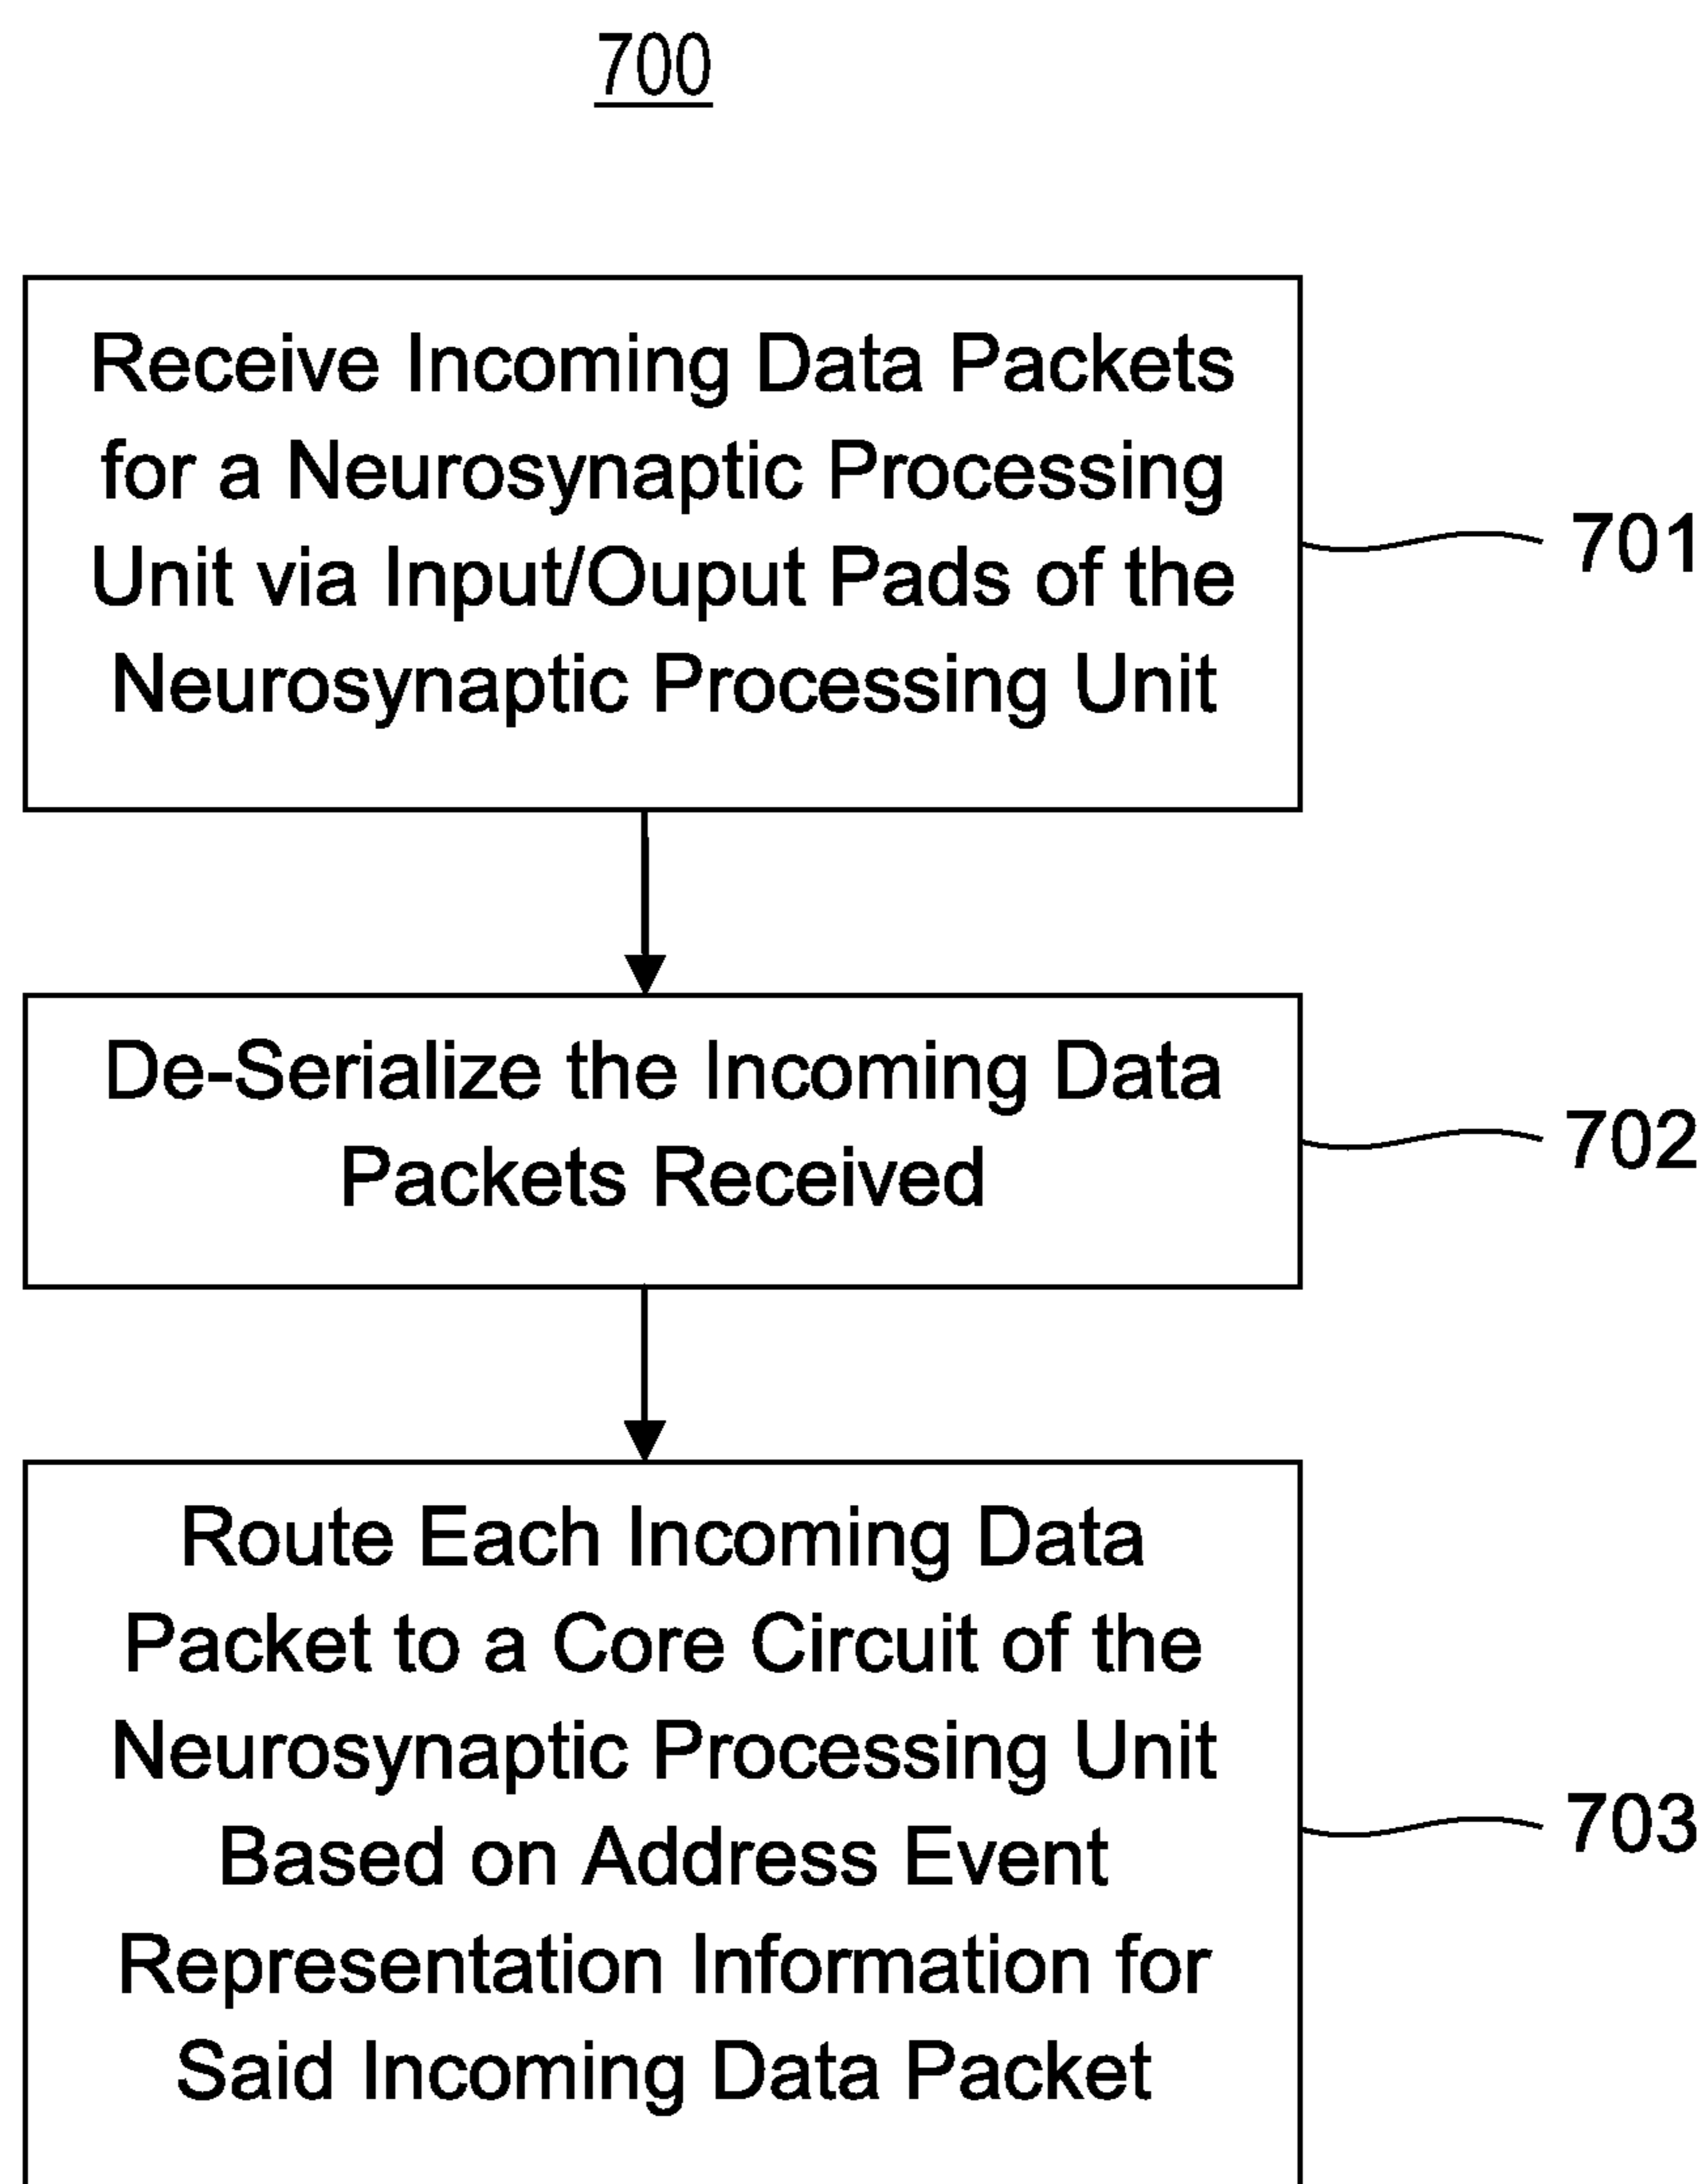 700
Receive Incoming Data Packets
for a Neurosynaptic Processing
Unit via Input/Ouput Pads of the
Neurosynaptic Processing Unit
701
De-Serialize the Incoming Data
Packets Received
702
Route Each Incoming Data
Packet to a Core Circuit of the
Neurosynaptic Processing Unit
Based on Address Event
Representation Information for
Said Incoming Data Packet
703